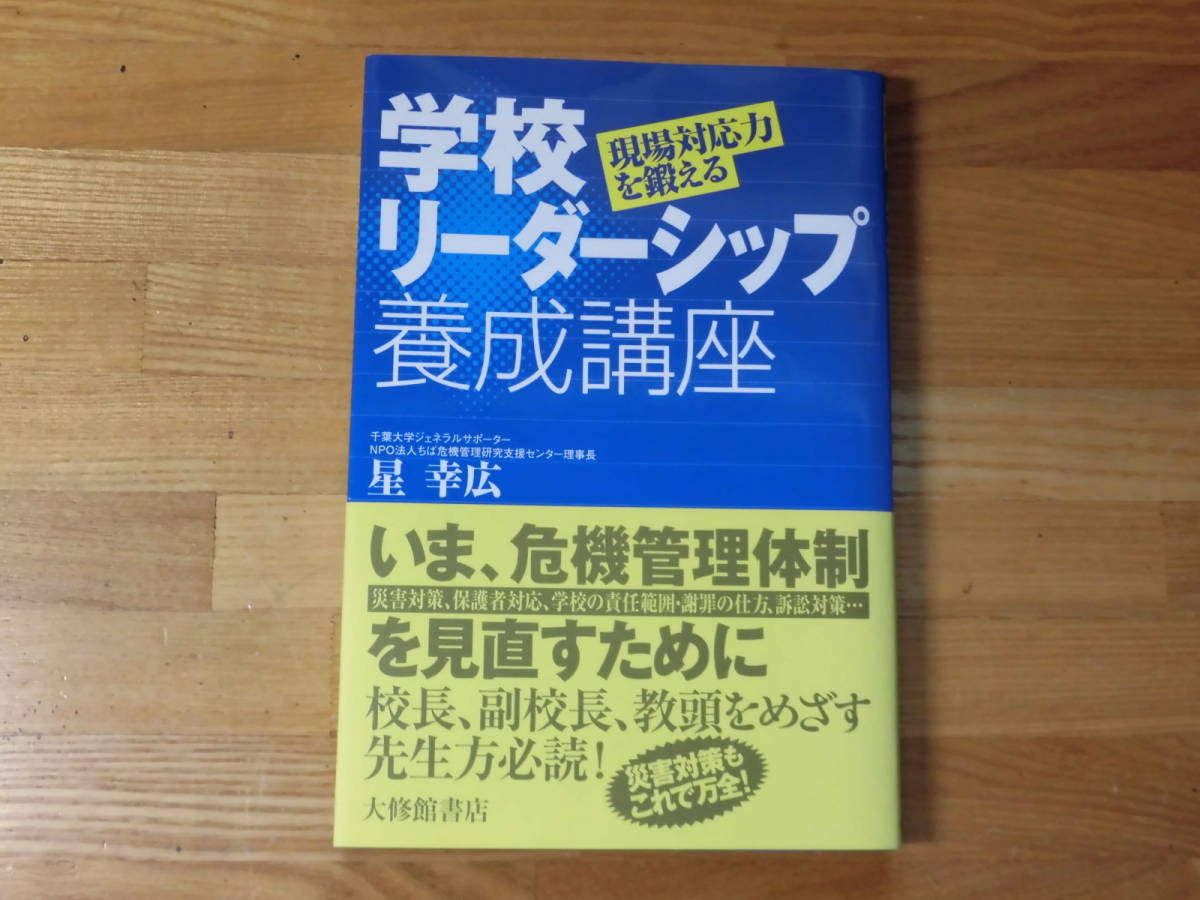 学校
現場対応力
を鍛える
リーダーシップ
養成講座
千葉大学ジェネラルサポーター
NPO法人ちば危機管理研究支援センター理事長
星 幸広
いま、危機管理体制
災害対策、保護者対応、学校の責任範囲・謝罪の仕方、訴訟対策…
を見直すために
校長、副校長、教頭をめざす
先生方必読!
災害対策も
これで万全!
大修館書店